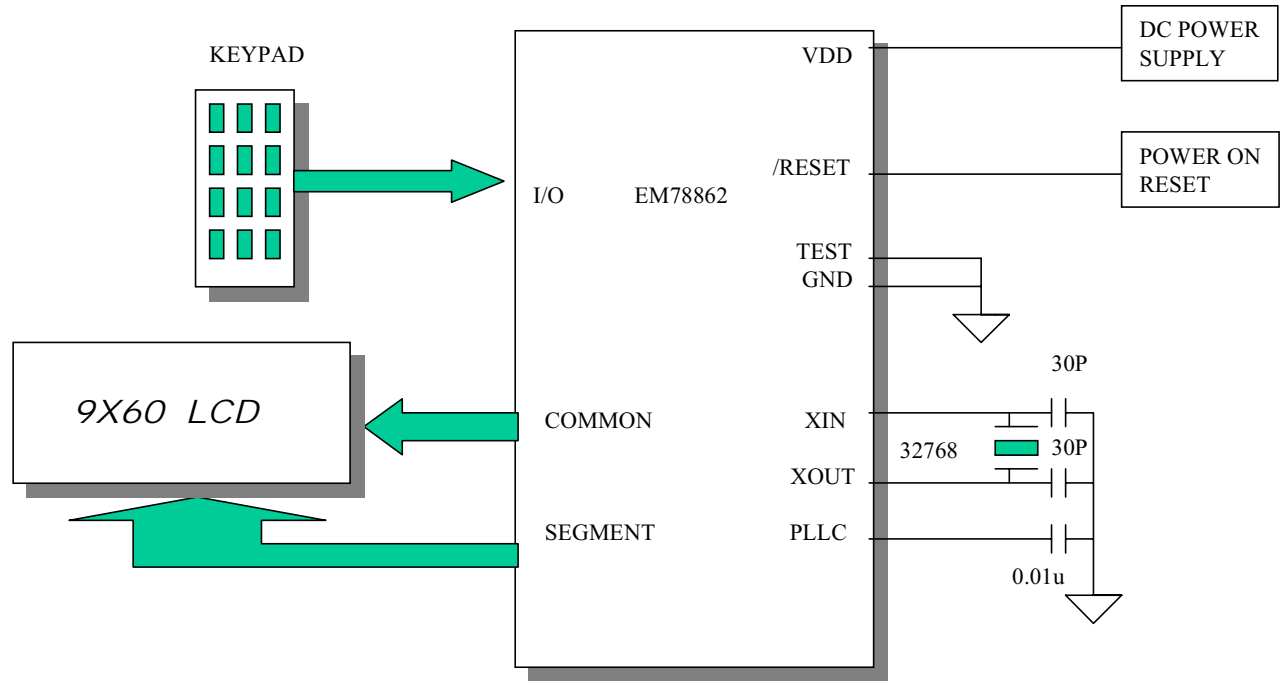 KEYPAD
VDD
DC POWER
SUPPLY
/RESET
POWER ON
RESET
I/O
EM78862
TEST
GND
30P
9X60 LCD
COMMON
XIN
32768
30P
XOUT
SEGMENT
PLLC
0.01u